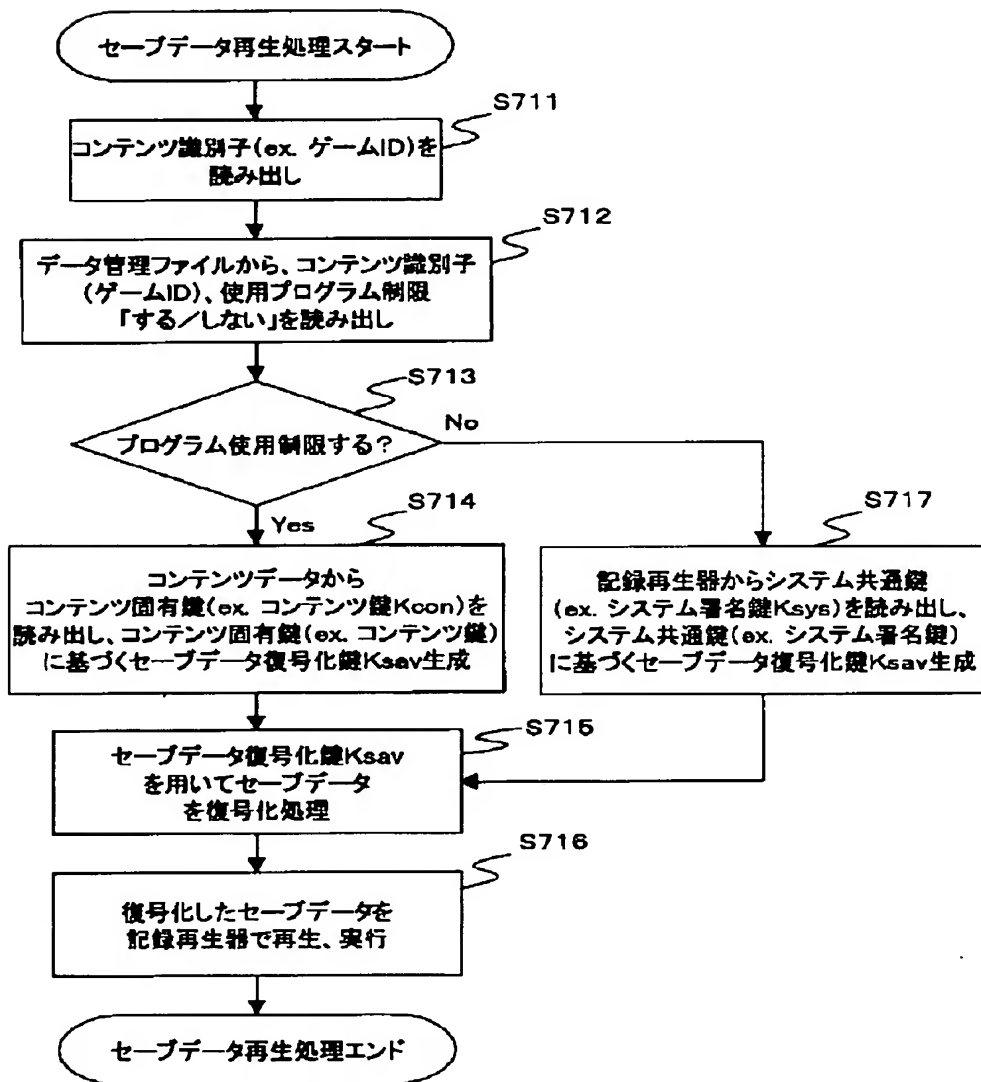 セーブデータ再生処理スタート
S711
コンテンツ識別子(ex. ゲームID)を
読み出し
S712
データ管理ファイルから、コンテンツ識別子
(ゲームID)、使用プログラム制限
「する／しない」を読み出し
S713
プログラム使用制限する?
No
Yes
S714
コンテンツデータから
コンテンツ固有鍵(ex. コンテンツ鍵Kcon)を
読み出し、コンテンツ固有鍵(ex. コンテンツ鍵)
に基づくセーブデータ復号化鍵Ksav生成
S717
記録再生器からシステム共通鍵
(ex. システム署名鍵Ksys)を読み出し、
システム共通鍵(ex. システム署名鍵)
に基づくセーブデータ復号化鍵Ksav生成
S715
セーブデータ復号化鍵Ksav
を用いてセーブデータ
を復号化処理
S716
復号化したセーブデータを
記録再生器で再生、実行
セーブデータ再生処理エンド